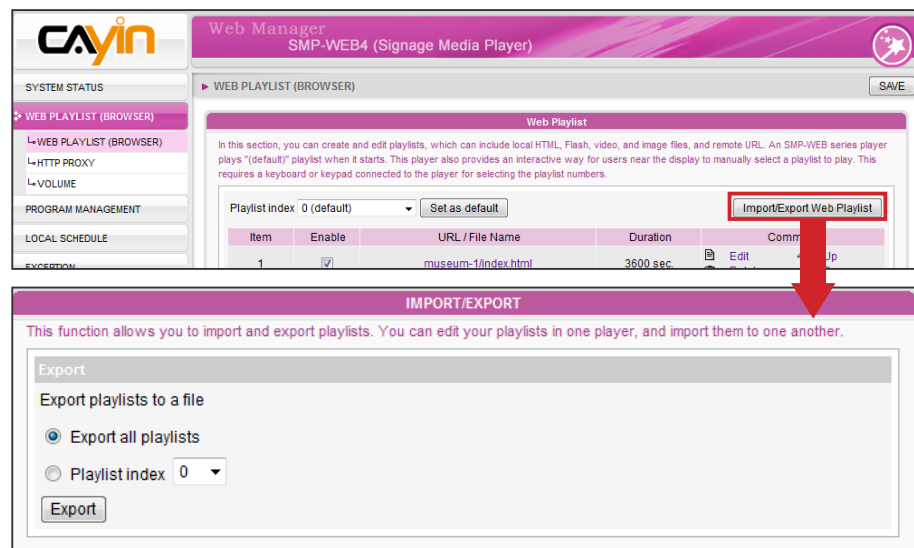 CAYIN
Web Manager
SMP-WEB4 (Signage Media Player)
SYSTEM STATUS
WEB PLAYLIST (BROWSER)
SAVE
WEB PLAYLIST (BROWSER)
WEB PLAYLIST (BROWSER)
HTTP PROXY
VOLUME
PROGRAM MANAGEMENT
LOCAL SCHEDULE
EXCEPTION
Web Playlist
In this section, you can create and edit playlists, which can include local HTML, Flash, video, and image files, and remote URL. An SMP-WEB series player
plays "(default)" playlist when it starts. This player also provides an interactive way for users near the display to manually select a playlist to play. This
requires a keyboard or keypad connected to the player for selecting the playlist numbers.
Playlist index 0 (default) Set as default Import/Export Web Playlist
Item Enable URL / File Name Duration
1 museum-1/index.html 3600 sec. Edit Up
IMPORT/EXPORT
This function allows you to import and export playlists. You can edit your playlists in one player, and import them to one another.
Export
Export playlists to a file
Export all playlists
Playlist index 0
Export